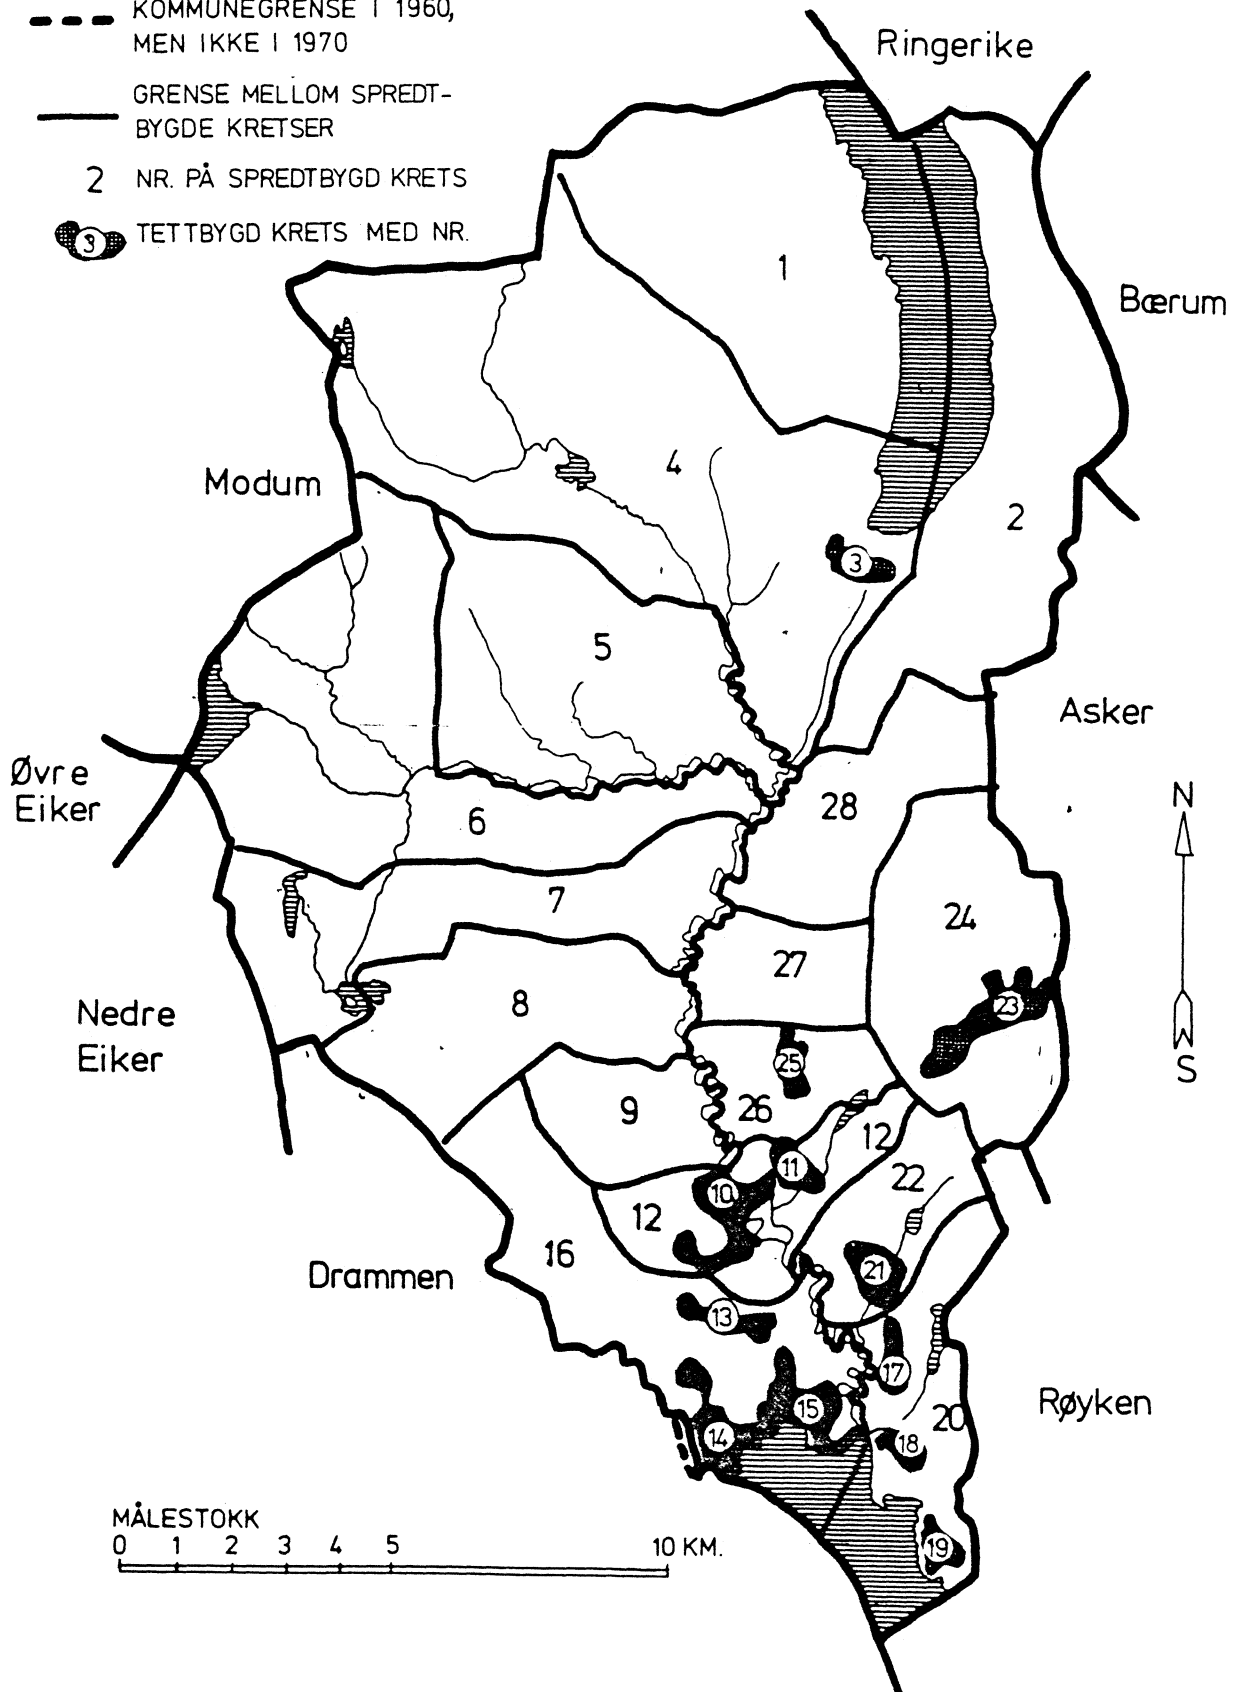 KOMMUNEGRENSE I 1960,
MEN IKKE I 1970
GRENSE MELLOM SPREDT-
BYGDE KRETSER
2 NR. PÅ SPREDTBYGD KRETS
3 TETTBYGD KRETS MED NR.
Ringerike
1
Bærum
4
Modum
2
3
5
Asker
Øvre
Eiker
28
N
6
7
24
27
Nedre
Eiker
8
23
S
25
9
26
12
11
22
10
12
16
Drammen
21
13
17
Røyken
15
20
14
18
MÅLESTOKK
0 1 2 3 4 5 10 KM.
19